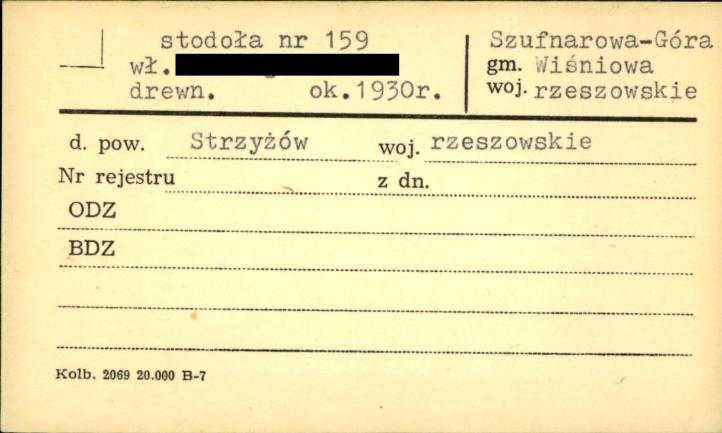 stodoła nr 159
wł.
drewn. ok.1930r.
Szufnarowa-Góra
gm. Wiśniowa
woj. rzeszowskie
d. pow. Strzyżów woj. rzeszowskie
Nr rejestru z dn.
ODZ
BDZ
Kolb. 2069 20.000 B-7